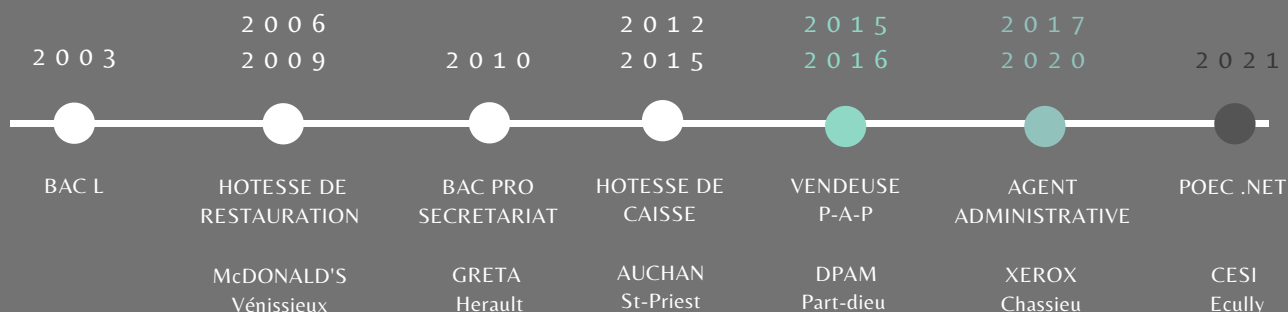 2003
BAC L
2006
2009
HOTESSE DE
RESTAURATION
McDONALD'S
Vénissieux
2010
BAC PRO
SECRETARIAT
GRETA
Herault
2012
2015
HOTESSE DE
CAISSE
AUCHAN
St-Priest
2015
2016
VENDEUSE
P-A-P
DPAM
Part-dieu
2017
2020
AGENT
ADMINISTRATIVE
XEROX
Chassieu
2021
POEC .NET
CESI
Ecully